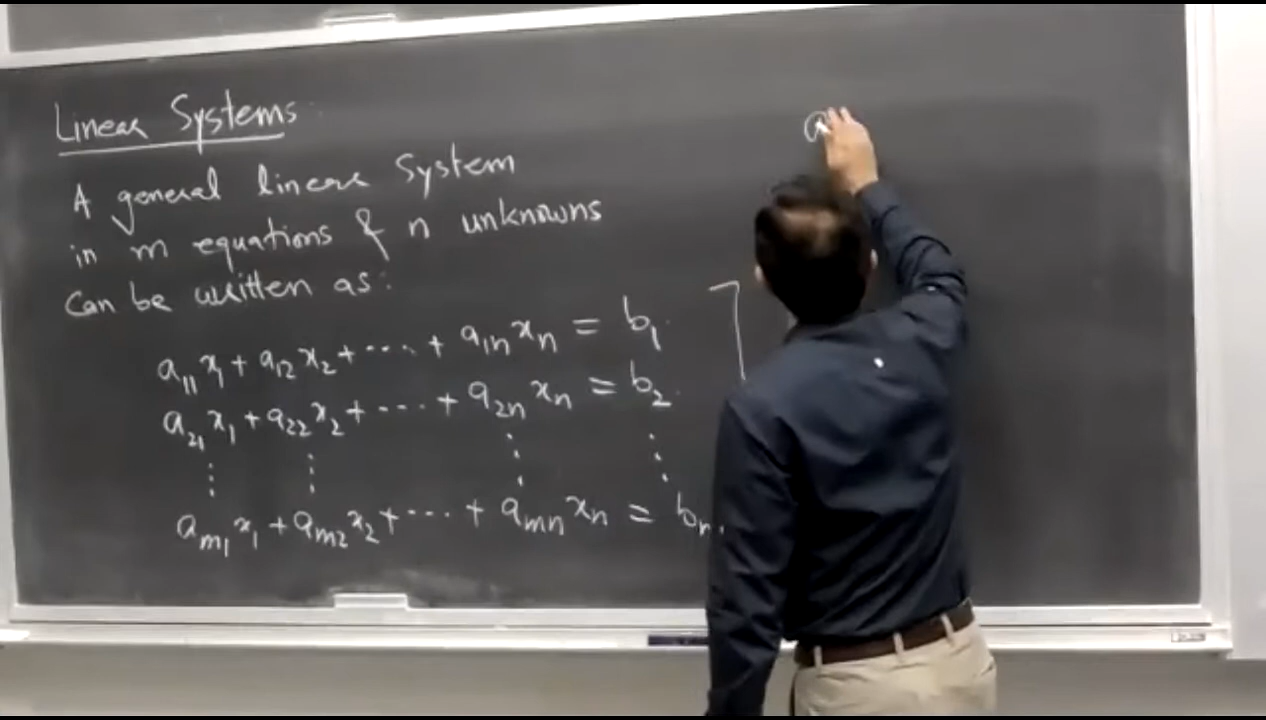 Linear Systems:
A general linear System
in m equations & n unknowns
Can be written as:
a₁₁x₁ + a₁₂x₂ + ···· + a₁ₙxₙ = b₁
a₂₁x₁ + a₂₂x₂ + ···· + a₂ₙxₙ = b₂
⋮ ⋮ ⋮ ⋮
aₘ₁x₁ + aₘ₂x₂ + ···· + aₘₙxₙ = b
a